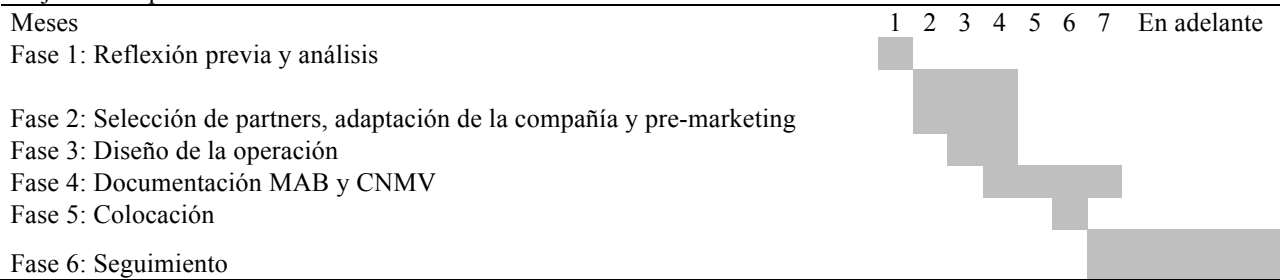 Meses 1 2 3 4 5 6 7 En adelante
Fase 1: Reflexión previa y análisis
Fase 2: Selección de partners, adaptación de la compañía y pre-marketing
Fase 3: Diseño de la operación
Fase 4: Documentación MAB y CNMV
Fase 5: Colocación
Fase 6: Seguimiento